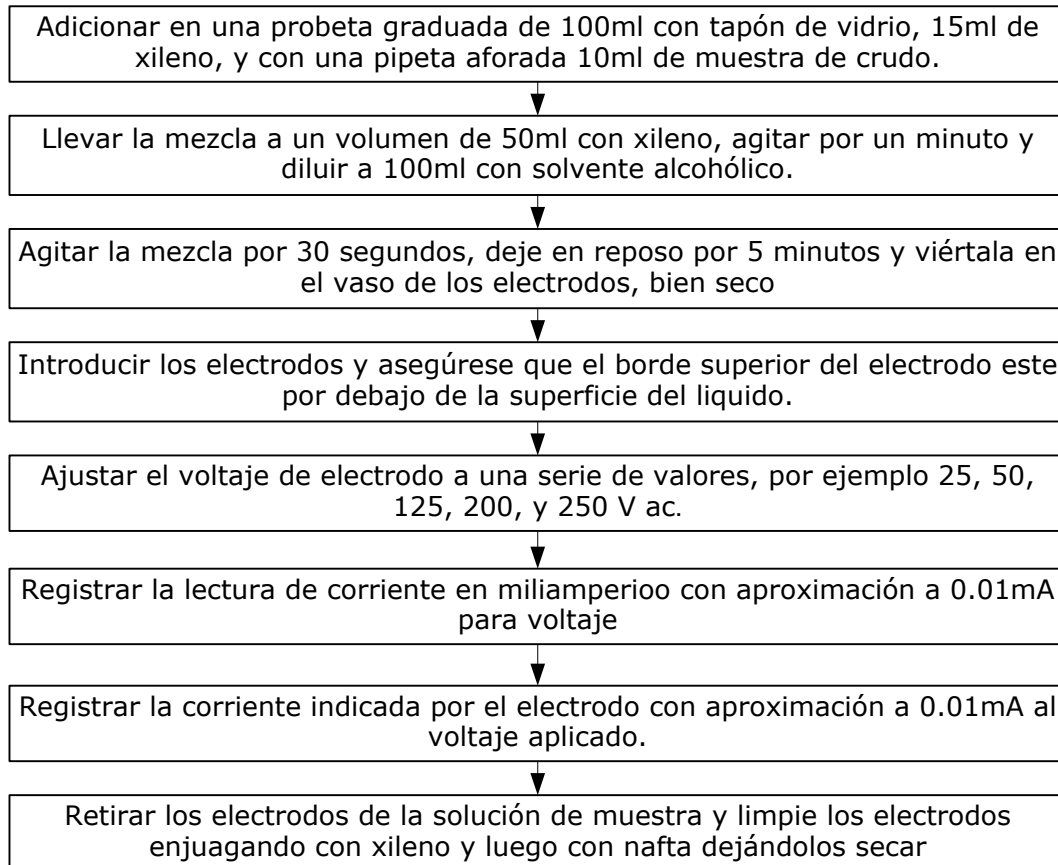 Adicionar en una probeta graduada de 100ml con tapón de vidrio, 15ml de
xileno, y con una pipeta aforada 10ml de muestra de crudo.
Llevar la mezcla a un volumen de 50ml con xileno, agitar por un minuto y
diluir a 100ml con solvente alcohólico.
Agitar la mezcla por 30 segundos, deje en reposo por 5 minutos y viértala en
el vaso de los electrodos, bien seco
Introducir los electrodos y asegúrese que el borde superior del electrodo este
por debajo de la superficie del liquido.
Ajustar el voltaje de electrodo a una serie de valores, por ejemplo 25, 50,
125, 200, y 250 V ac.
Registrar la lectura de corriente en miliamperioo con aproximación a 0.01mA
para voltaje
Registrar la corriente indicada por el electrodo con aproximación a 0.01mA al
voltaje aplicado.
Retirar los electrodos de la solución de muestra y limpie los electrodos
enjuagando con xileno y luego con nafta dejándolos secar